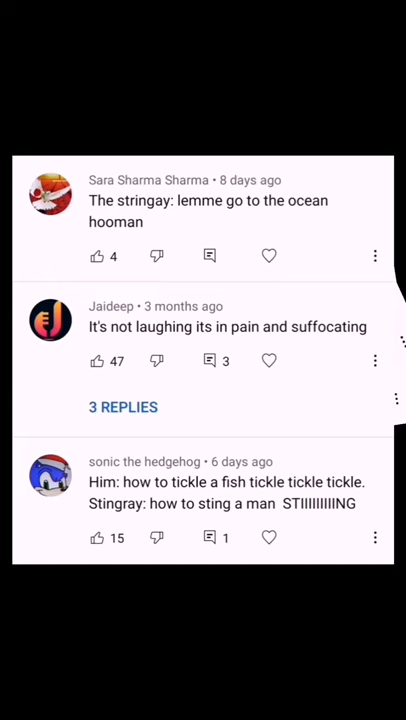 Sara Sharma Sharma • 8 days ago
The stringay: lemme go to the ocean
hooman
4
Jaideep • 3 months ago
It's not laughing its in pain and suffocating
47 3
3 REPLIES
sonic the hedgehog • 6 days ago
Him: how to tickle a fish tickle tickle tickle.
Stingray: how to sting a man STIIIIIIIIING
15 1